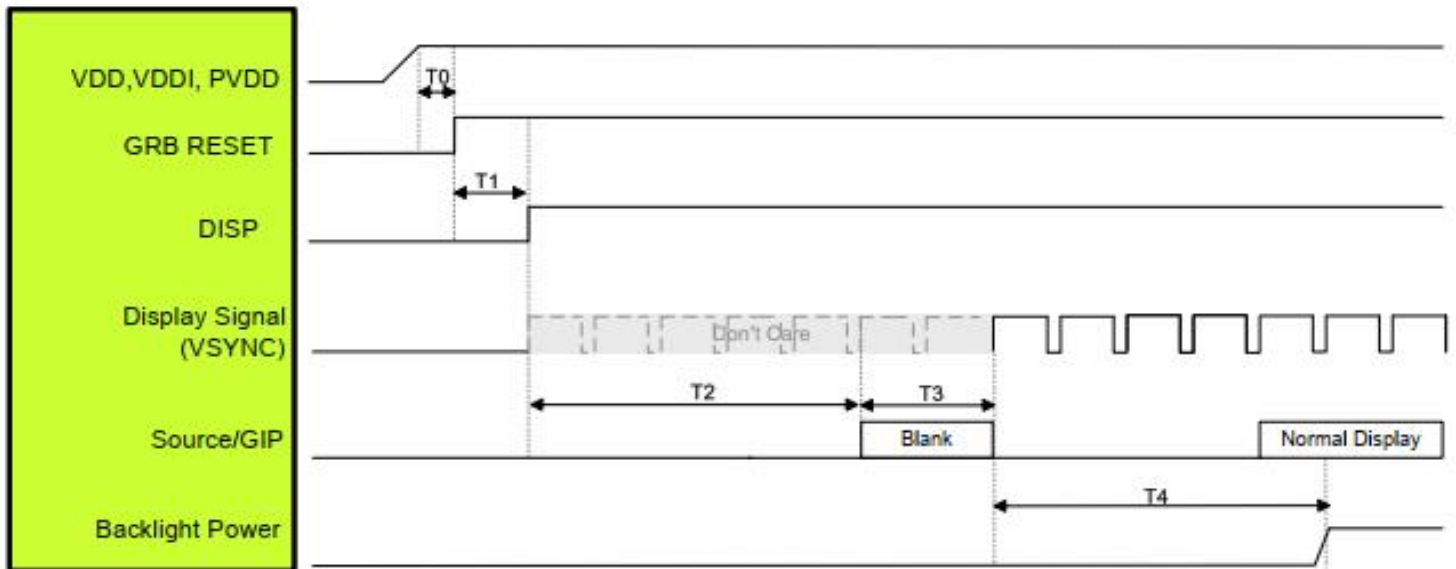 VDD,VDDI, PVDD
T0
GRB RESET
T1
DISP
Display Signal
(VSYNC)
Don't Care
T2
T3
Source/GIP
Blank
Normal Display
T4
Backlight Power